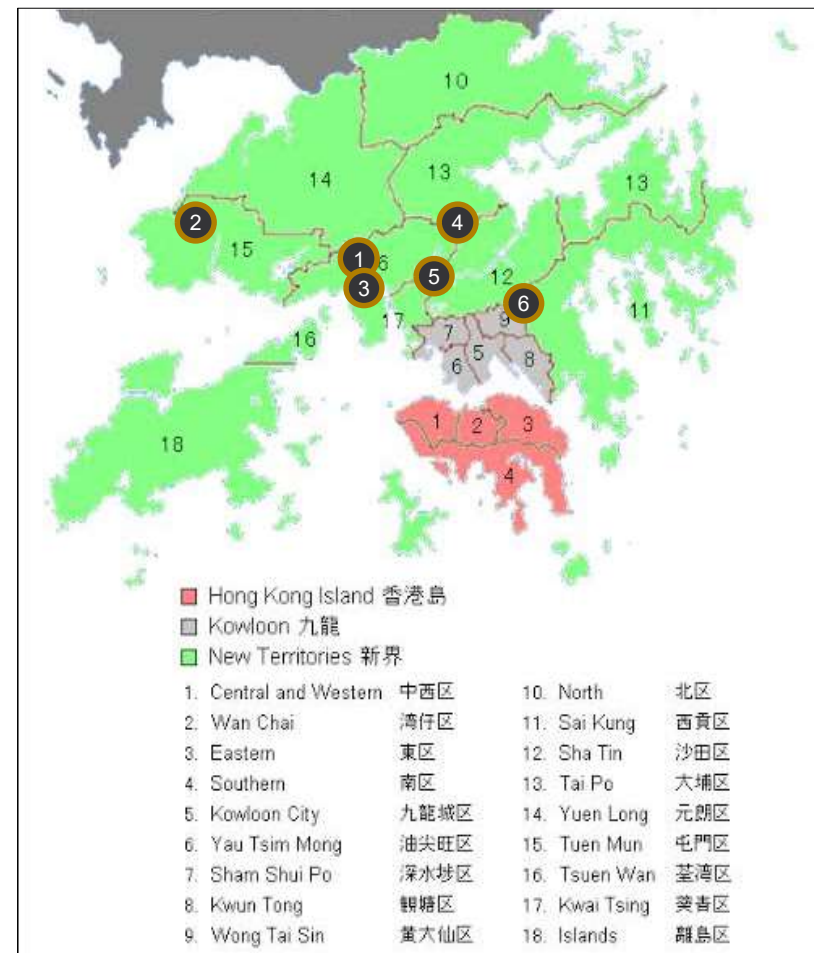 10
14
13
13
2
4
15
1
6
5
12
3
6
11
17
9
16
7
5
8
6
18
1
2
3
4
Hong Kong Island 香港島
Kowloon 九龍
New Territories 新界
1. Central and Western 中西区 10. North 北区
2. Wan Chai 湾仔区 11. Sai Kung 西貢区
3. Eastern 東区 12. Sha Tin 沙田区
4. Southern 南区 13. Tai Po 大埔区
5. Kowloon City 九龍城区 14. Yuen Long 元朗区
6. Yau Tsim Mong 油尖旺区 15. Tuen Mun 屯門区
7. Sham Shui Po 深水埗区 16. Tsuen Wan 荃湾区
8. Kwun Tong 観塘区 17. Kwai Tsing 葵青区
9. Wong Tai Sin 黄大仙区 18. Islands 離島区